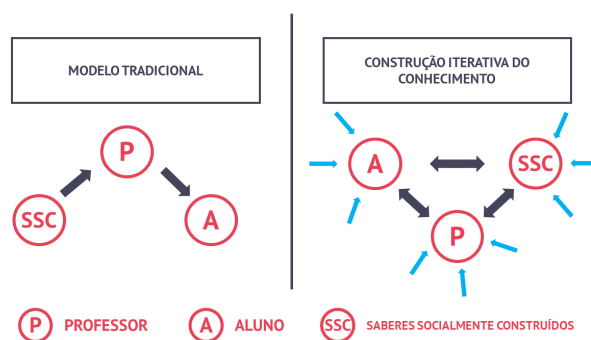 MODELO TRADICIONAL
P
SSC
A
CONSTRUÇÃO ITERATIVA DO
CONHECIMENTO
A
SSC
P
P PROFESSOR
A ALUNO
SSC SABERES SOCIALMENTE CONSTRUÍDOS